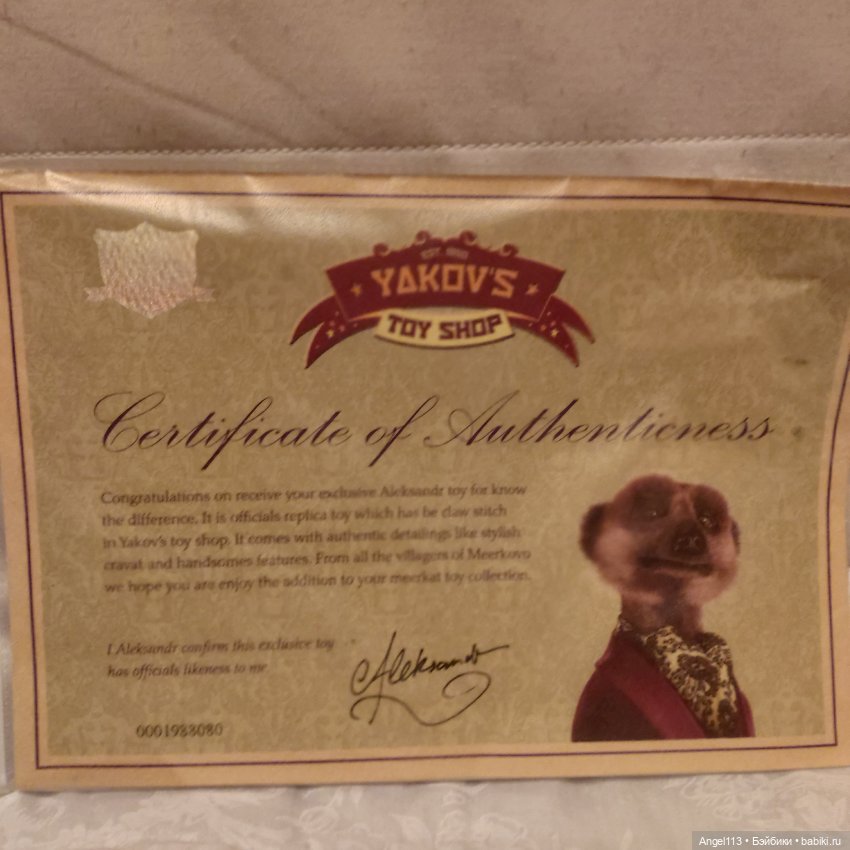 YAKOV'S
TOY SHOP
Certificate of Authenticness
Congratulations on receive your exclusive Aleksandr toy for know
the difference. It is officials replica toy which has be claw stitch
in Yakov's toy shop. It comes with authentic detailings like stylish
cravat and handsomes features. From all the villagers of Meerkovo
we hope you are enjoy the addition to your meerkat toy collection.
I Aleksandr confirm this exclusive toy
has officials likeness to me
Aleksandr
0001988080
Angel113 • Бэйбики • babiki.ru